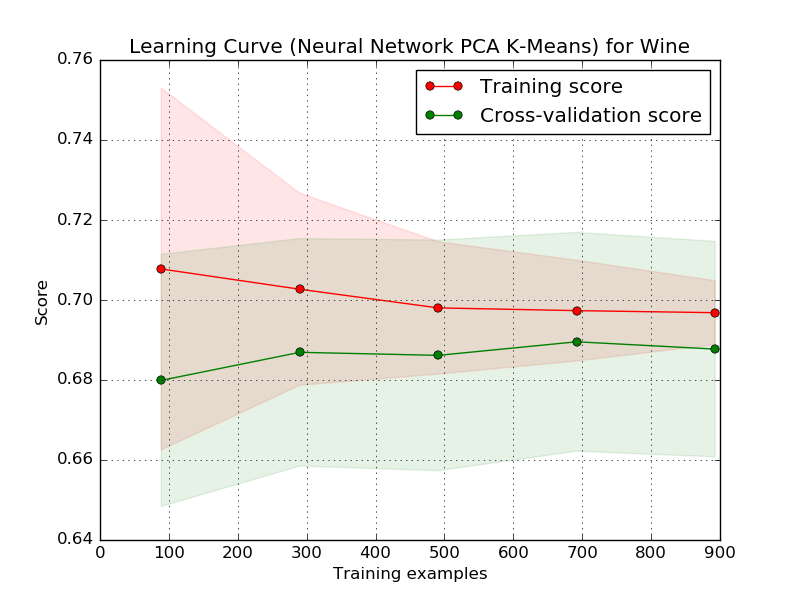 Learning Curve (Neural Network PCA K-Means) for Wine
Training score
Cross-validation score
0.76
0.74
0.72
0.70
0.68
0.66
0.64
Score
0 100 200 300 400 500 600 700 800 900
Training examples